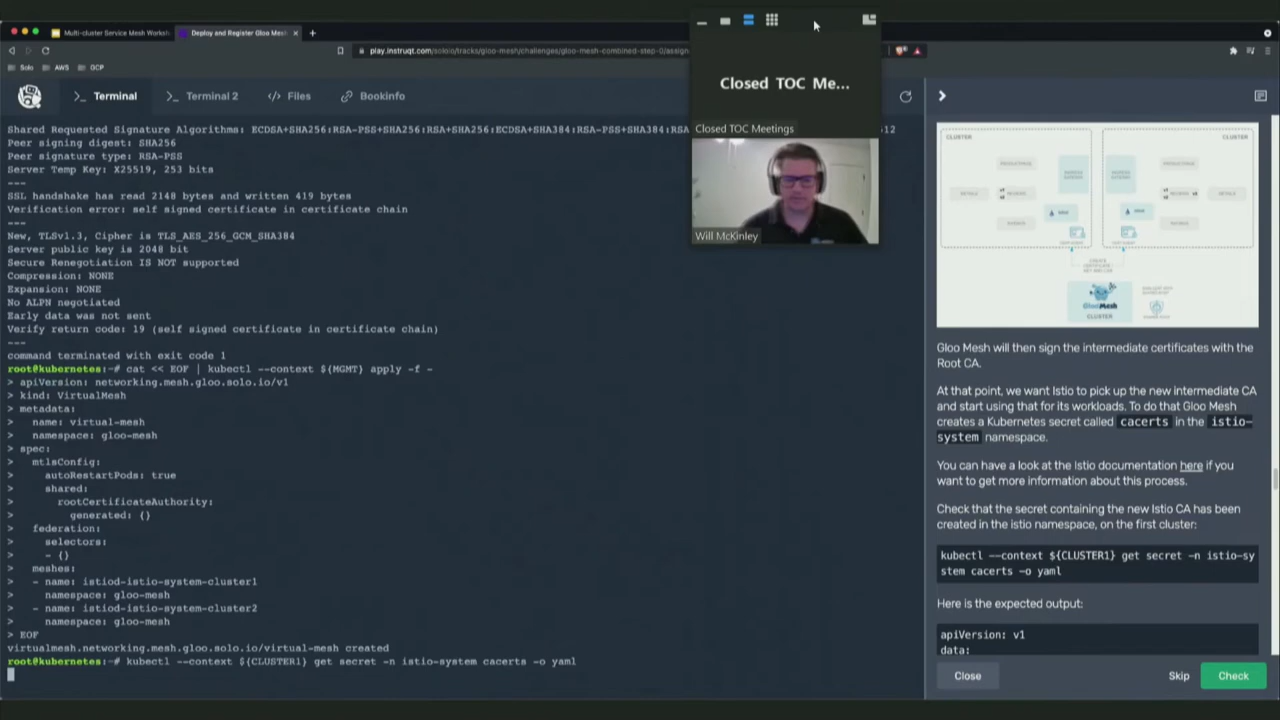 Multi-cluster Service Mesh Worksh
Deploy and Register Gloo Mesh
play.instruqt.com/soloio/tracks/gloo-mesh/challenges/gloo-mesh-combined-step-0/assign
Solo
AWS
GCP
Terminal
Terminal 2
Files
Bookinfo
Shared Requested Signature Algorithms: ECDSA+SHA256:RSA-PSS+SHA256:RSA+SHA256:ECDSA+SHA384:RSA-PSS+SHA384:RSA
12
Peer signing digest: SHA256
Peer signature type: RSA-PSS
Server Temp Key: X25519, 253 bits
---
SSL handshake has read 2148 bytes and written 419 bytes
Verification error: self signed certificate in certificate chain
---
New, TLSv1.3, Cipher is TLS_AES_256_GCM_SHA384
Server public key is 2048 bit
Secure Renegotiation IS NOT supported
Compression: NONE
Expansion: NONE
No ALPN negotiated
Early data was not sent
Verify return code: 19 (self signed certificate in certificate chain)
---
command terminated with exit code 1
root@kubernetes:~# cat << EOF | kubectl --context ${MGMT} apply -f -
> apiVersion: networking.mesh.gloo.solo.io/v1
> kind: VirtualMesh
> metadata:
>   name: virtual-mesh
>   namespace: gloo-mesh
> spec:
>   mtlsConfig:
>     autoRestartPods: true
>     shared:
>       rootCertificateAuthority:
>         generated: {}
>   federation:
>     selectors:
>     - {}
>   meshes:
>   - name: istiod-istio-system-cluster1
>     namespace: gloo-mesh
>   - name: istiod-istio-system-cluster2
>     namespace: gloo-mesh
> EOF
virtualmesh.networking.mesh.gloo.solo.io/virtual-mesh created
root@kubernetes:~# kubectl --context ${CLUSTER1} get secret -n istio-system cacerts -o yaml
Closed TOC Me...
Closed TOC Meetings
Will McKinley
CLUSTER
CLUSTER
DETAILS
REVIEWS
REVIEWS
DETAILS
GlooMesh
CLUSTER
Gloo Mesh will then sign the intermediate certificates with the
Root CA.
At that point, we want Istio to pick up the new intermediate CA
and start using that for its workloads. To do that Gloo Mesh
creates a Kubernetes secret called cacerts in the istio-
system namespace.
You can have a look at the Istio documentation here if you
want to get more information about this process.
Check that the secret containing the new Istio CA has been
created in the istio namespace, on the first cluster:
kubectl --context ${CLUSTER1} get secret -n istio-sy
stem cacerts -o yaml
Here is the expected output:
apiVersion: v1
data:
Close
Skip
Check